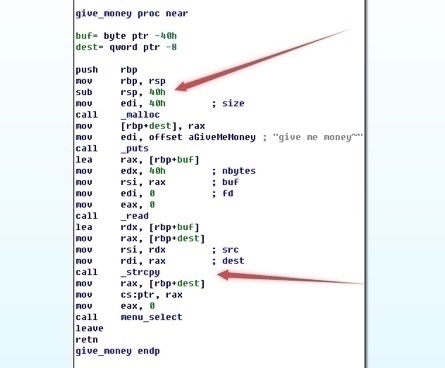 give_money proc near
buf= byte ptr -40h
dest= qword ptr -8
push rbp
mov rbp, rsp
sub rsp, 40h
mov edi, 40h ; size
call _malloc
mov [rbp+dest], rax
mov edi, offset aGiveMeMoney ; "give me money~"
call _puts
lea rax, [rbp+buf]
mov edx, 40h ; nbytes
mov rsi, rax ; buf
mov edi, 0 ; fd
mov eax, 0
call _read
lea rdx, [rbp+buf]
mov rax, [rbp+dest]
mov rsi, rdx ; src
mov rdi, rax ; dest
call _strcpy
mov rax, [rbp+dest]
mov cs:ptr, rax
mov eax, 0
call menu_select
leave
retn
give_money endp